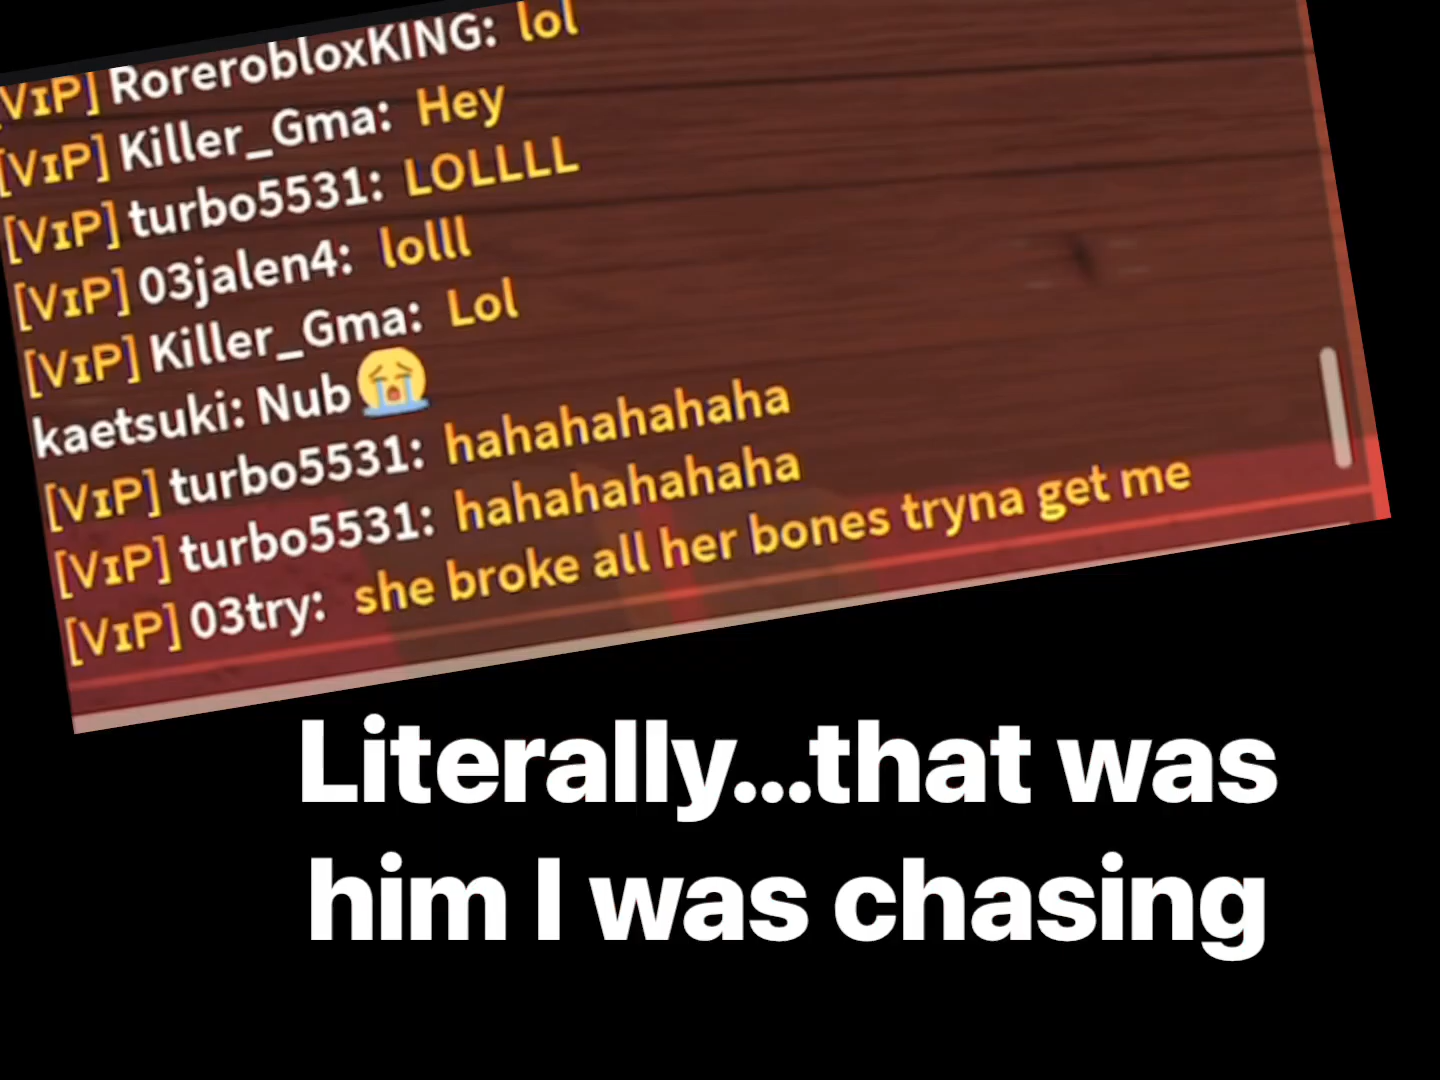 [VIP] RorerobloxKING: lol
[VIP] Killer_Gma: Hey
[VIP] turbo5531: LOLLLL
[VIP] 03jalen4: lolll
[VIP] Killer_Gma: Lol
kaetsuki: Nub😭
[VIP] turbo5531: hahahahahaha
[VIP] turbo5531: hahahahahaha
[VIP] 03try: she broke all her bones tryna get me
Literally...that was
him I was chasing